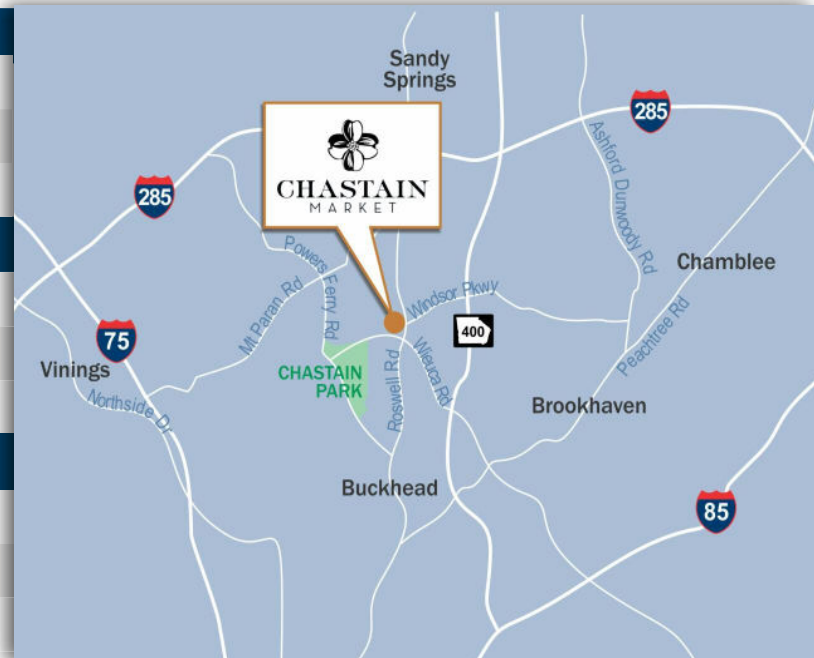 Sandy
Springs
285
Ashford Dunwoody Rd
CHASTAIN
MARKET
285
Powers Ferry Rd
Chamblee
Mt Paran Rd
Windsor Pkwy
400
75
Peachtree Rd
Vinings
CHASTAIN
PARK
Roswell Rd
Wieuca Rd
Northside Dr
Brookhaven
Buckhead
85